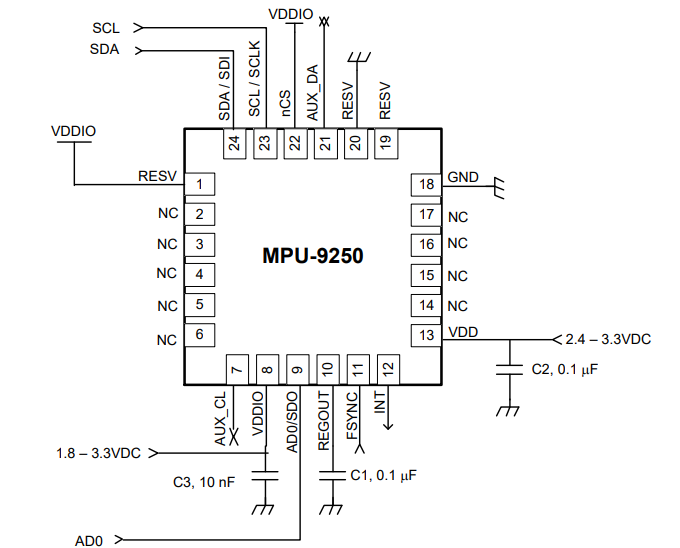 SCL
SDA
VDDIO
SDA / SDI
SCL / SCLK
nCS
AUX_DA
RESV
RESV
24
23
22
21
20
19
VDDIO
RESV
1
18
GND
NC
2
17
NC
NC
3
16
NC
MPU-9250
NC
4
15
NC
NC
5
14
NC
NC
6
13
VDD
2.4 – 3.3VDC
7
8
9
10
11
12
C2, 0.1 μF
AUX_CL
VDDIO
AD0/SDO
REGOUT
FSYNC
INT
1.8 – 3.3VDC
C3, 10 nF
C1, 0.1 μF
AD0